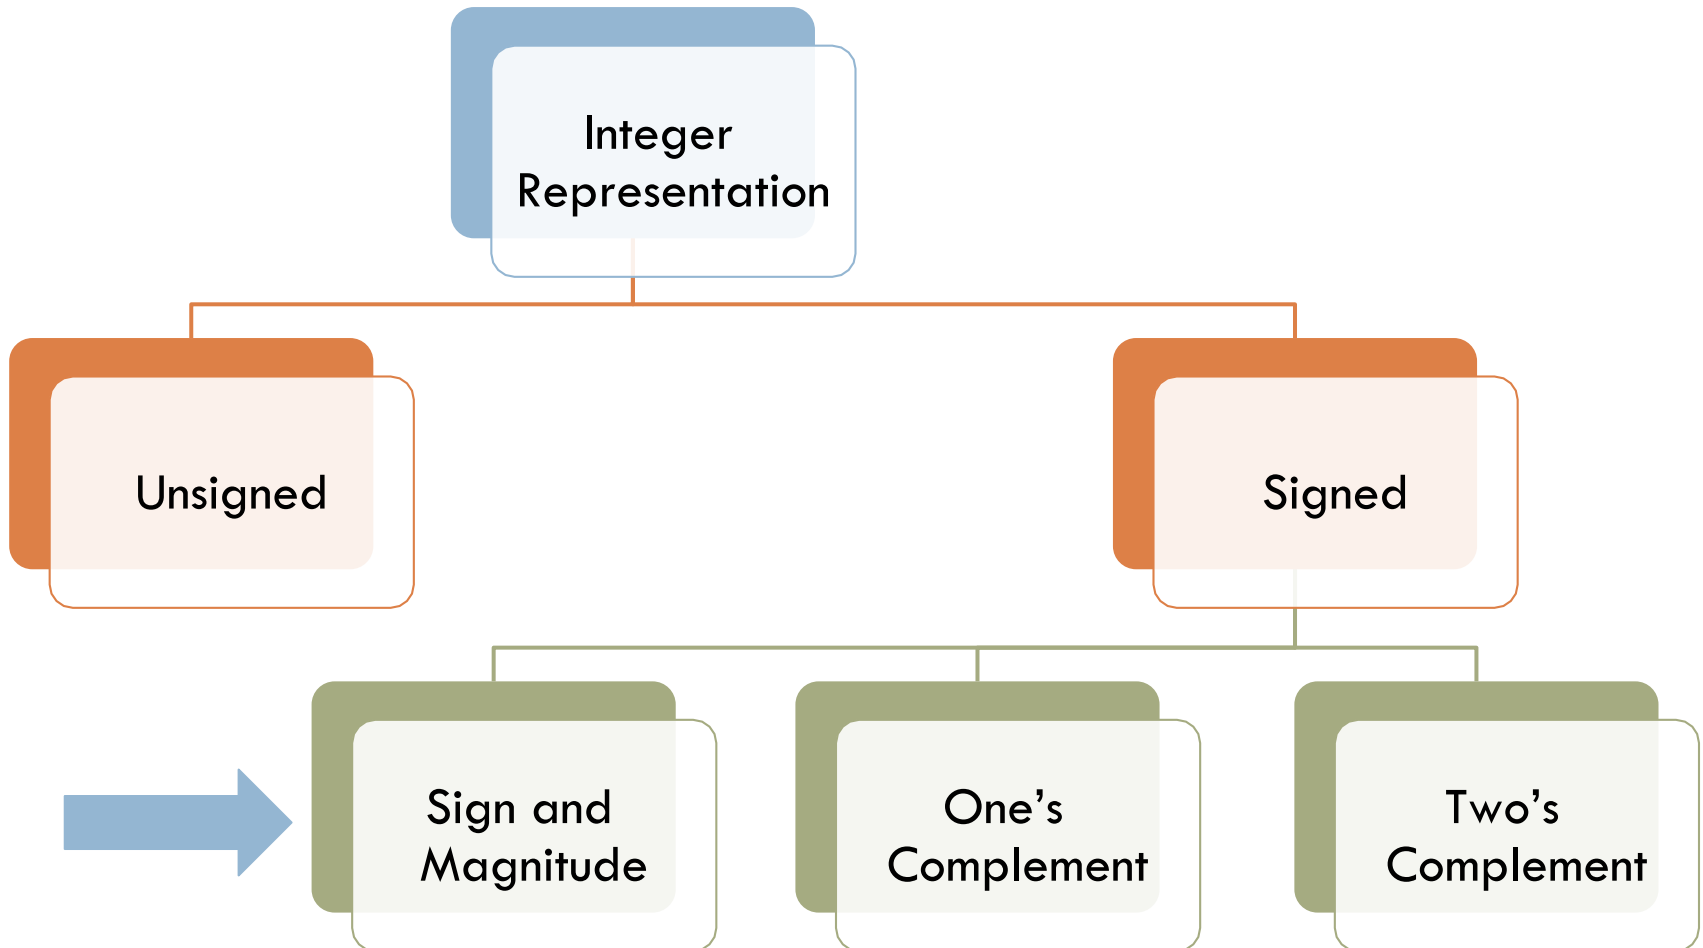 Integer
Representation
Unsigned
Signed
Sign and
Magnitude
One’s
Complement
Two’s
Complement